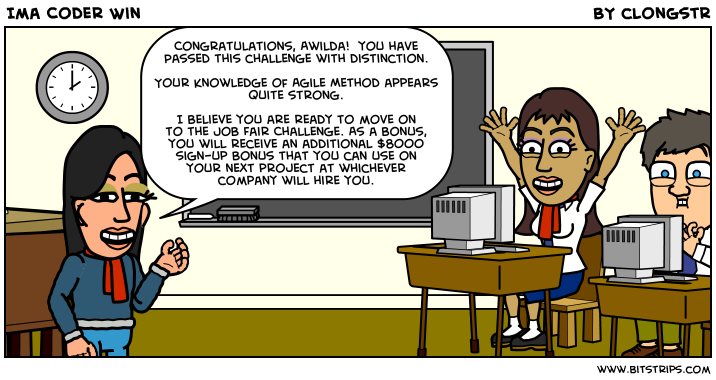 IMA CODER WIN
BY CLONGSTR
CONGRATULATIONS, AWILDA! YOU HAVE
PASSED THIS CHALLENGE WITH DISTINCTION.
YOUR KNOWLEDGE OF AGILE METHOD APPEARS
QUITE STRONG.
I BELIEVE YOU ARE READY TO MOVE ON
TO THE JOB FAIR CHALLENGE. AS A BONUS,
YOU WILL RECEIVE AN ADDITIONAL $8000
SIGN-UP BONUS THAT YOU CAN USE ON
YOUR NEXT PROJECT AT WHICHEVER
COMPANY WILL HIRE YOU.
WWW.BITSTRIPS.COM